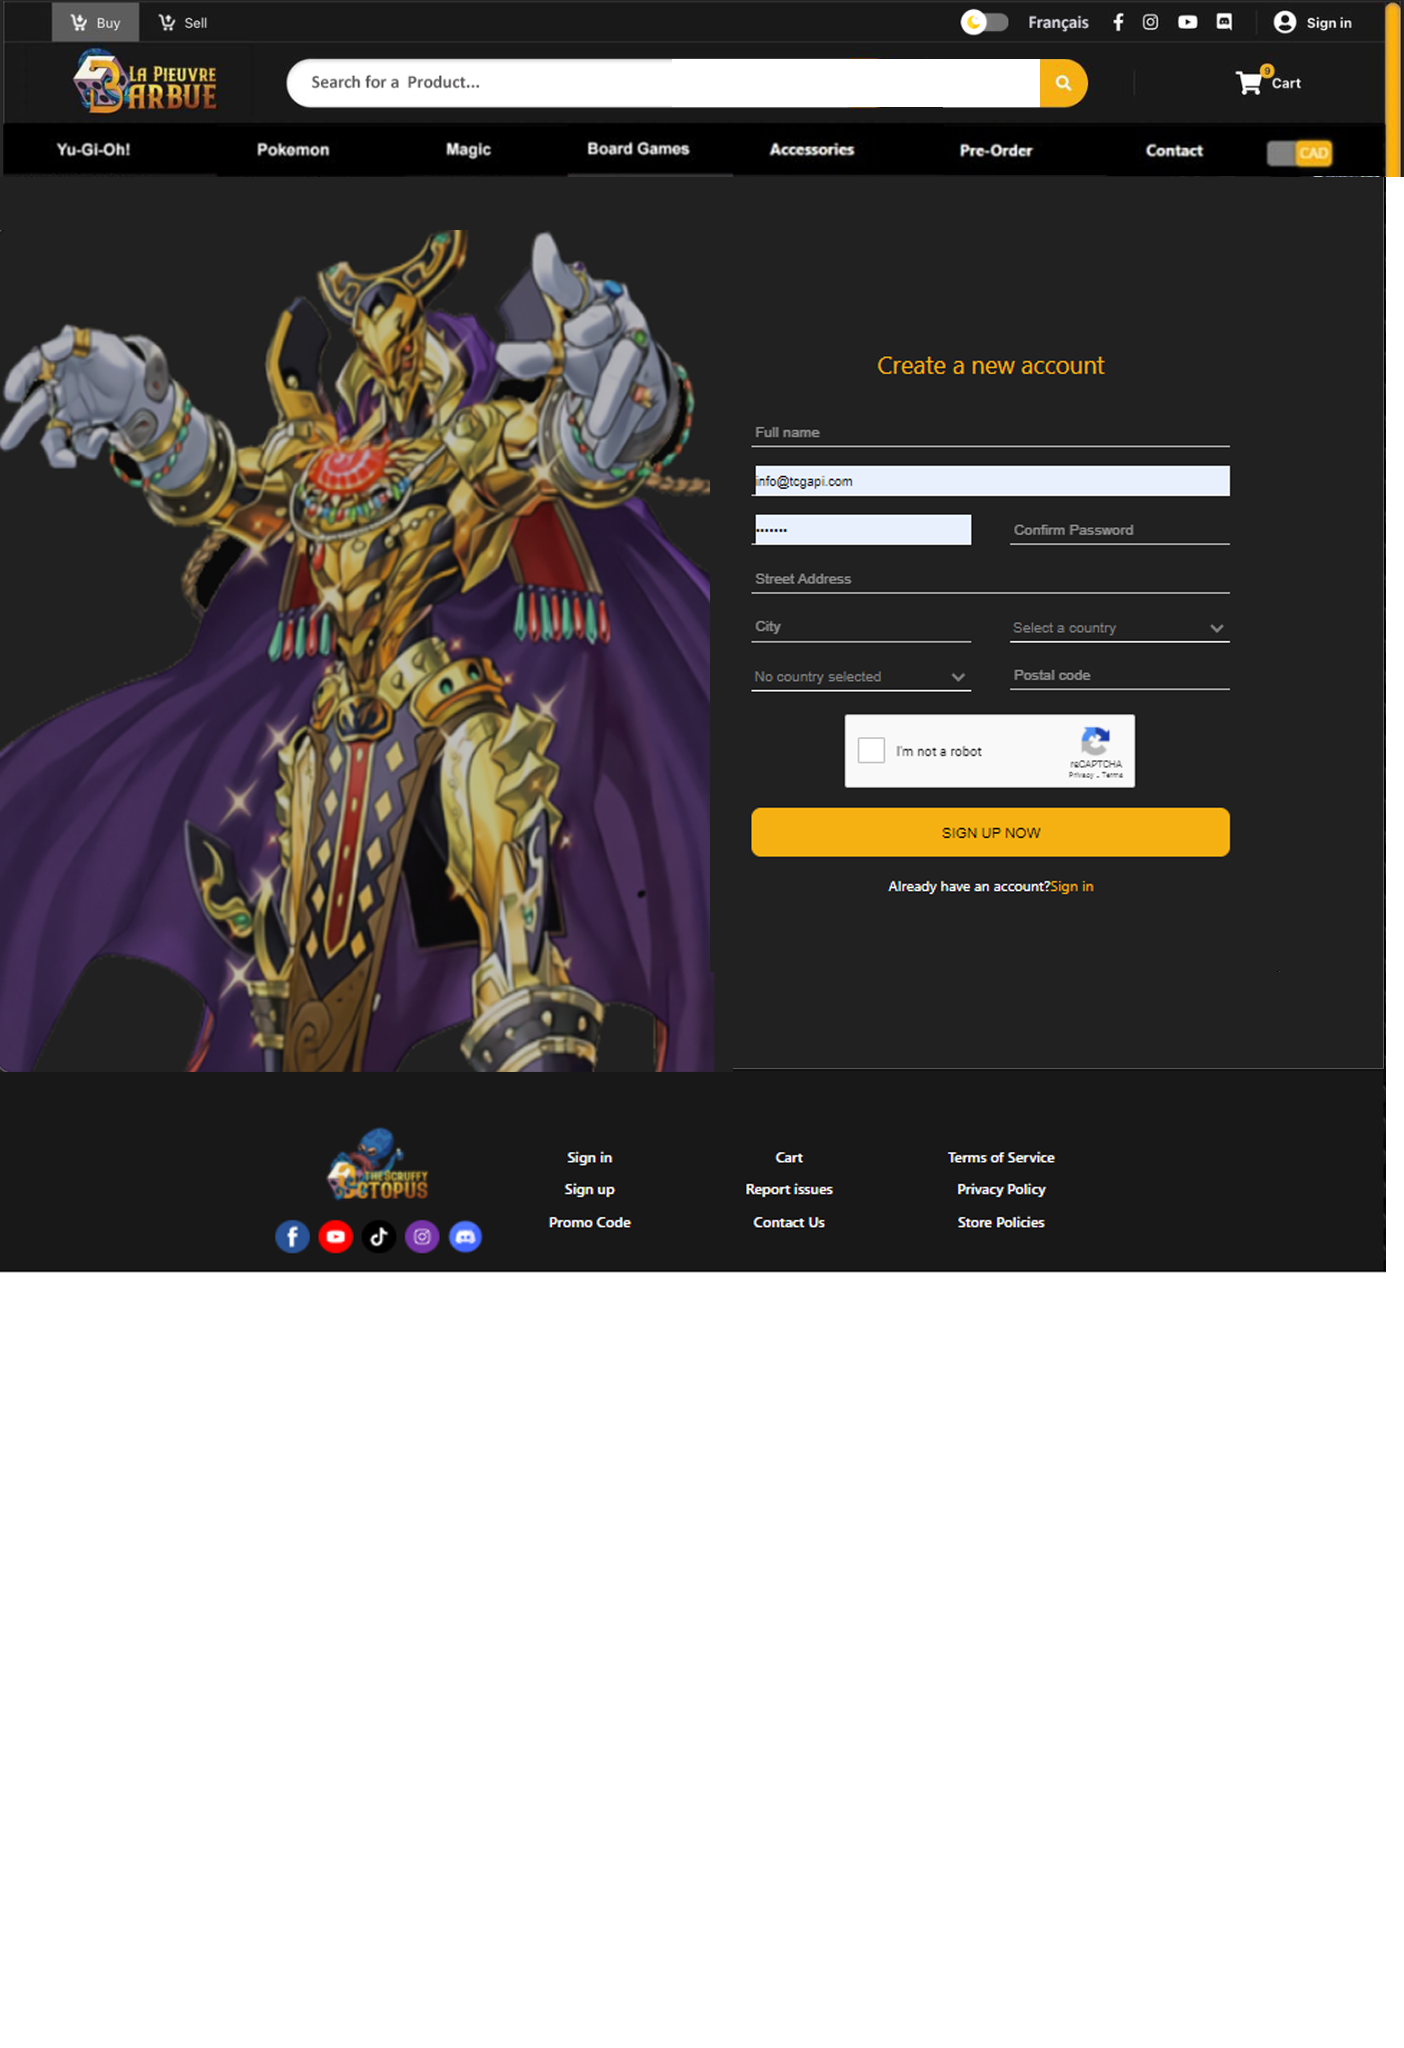 Buy
Sell
Français
Sign in
LA PIEUVRE
BARBUE
Search for a Product...
9
Cart
Yu-Gi-Oh!
Pokemon
Magic
Board Games
Accessories
Pre-Order
Contact
CAD
Create a new account
Full name
info@tcgapi.com
Confirm Password
Street Address
City
Select a country
No country selected
Postal code
I'm not a robot
reCAPTCHA
Privacy - Terms
SIGN UP NOW
Already have an account?Sign in
THE SCRUFFY
OCTOPUS
Sign in
Cart
Terms of Service
Sign up
Report issues
Privacy Policy
Promo Code
Contact Us
Store Policies